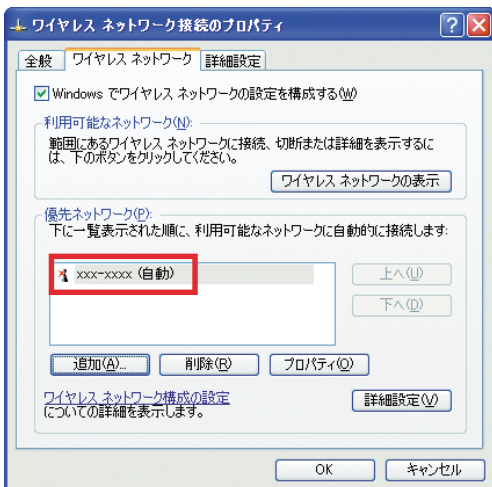 ワイヤレス ネットワーク接続のプロパティ
全般 ワイヤレス ネットワーク 詳細設定
Windows でワイヤレス ネットワークの設定を構成する(W)
利用可能なネットワーク(N):
範囲にあるワイヤレス ネットワークに接続、切断または詳細を表示するに
は、下のボタンをクリックしてください。
ワイヤレス ネットワークの表示
優先ネットワーク(P):
下に一覧表示された順に、利用可能なネットワークに自動的に接続します:
xxx-xxxx (自動)
上へ(U)
下へ(D)
追加(A)... 削除(R) プロパティ(O)
ワイヤレス ネットワーク構成の設定
についての詳細を表示します。
詳細設定(V)
OK キャンセル